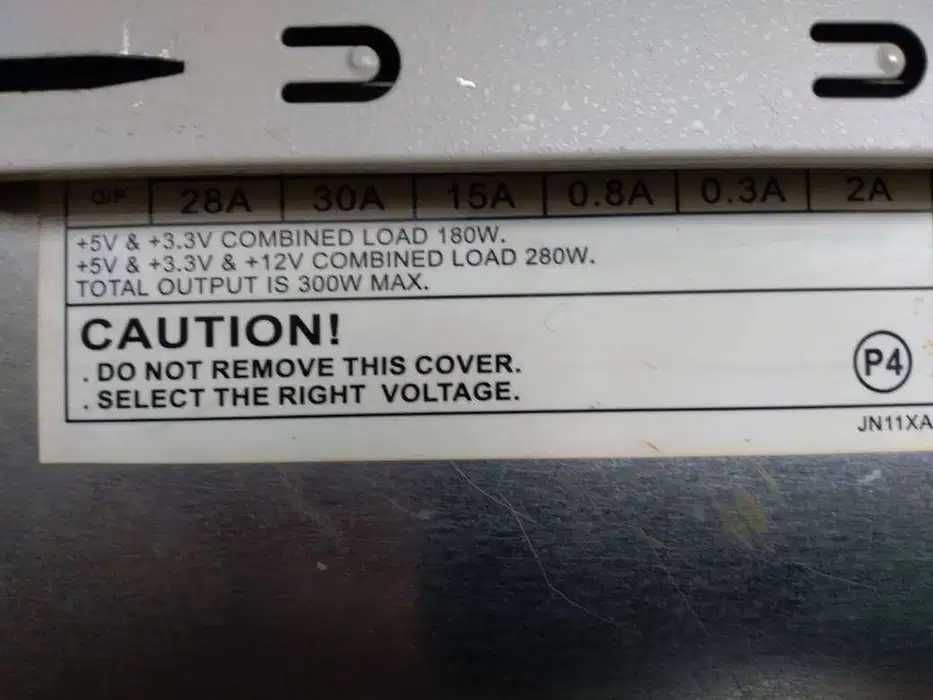 O/P 28A 30A 15A 0.8A 0.3A 2A
+5V & +3.3V COMBINED LOAD 180W.
+5V & +3.3V & +12V COMBINED LOAD 280W.
TOTAL OUTPUT IS 300W MAX.
CAUTION!
. DO NOT REMOVE THIS COVER.
. SELECT THE RIGHT VOLTAGE.
P4
JN11XA